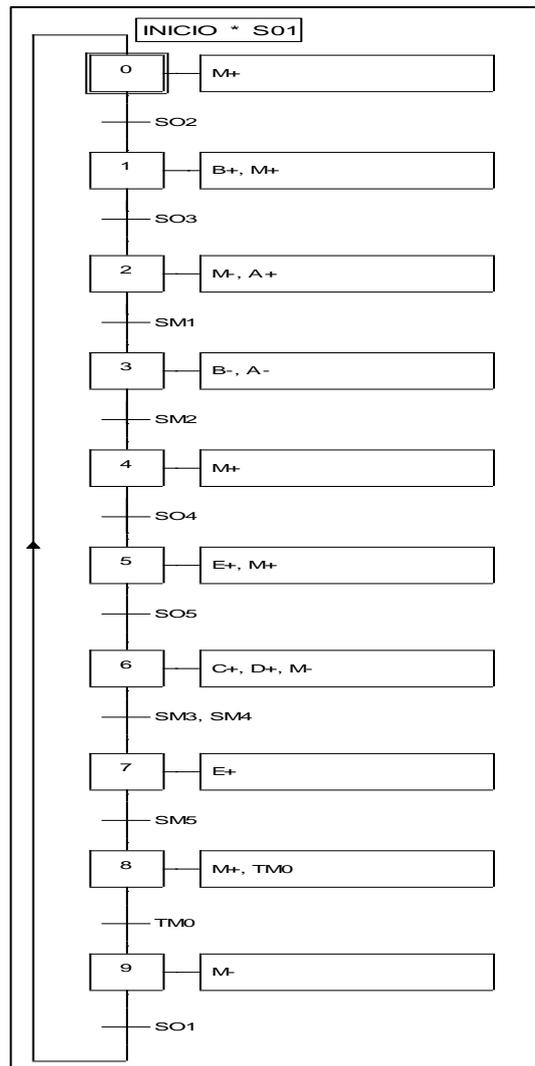 INICIO * S01
0 M+
SO2
1 B+, M+
SO3
2 M-, A+
SM1
3 B-, A-
SM2
4 M+
SO4
5 E+, M+
SO5
6 C+, D+, M-
SM3, SM4
7 E+
SM5
8 M+, TM0
TM0
9 M-
SO1